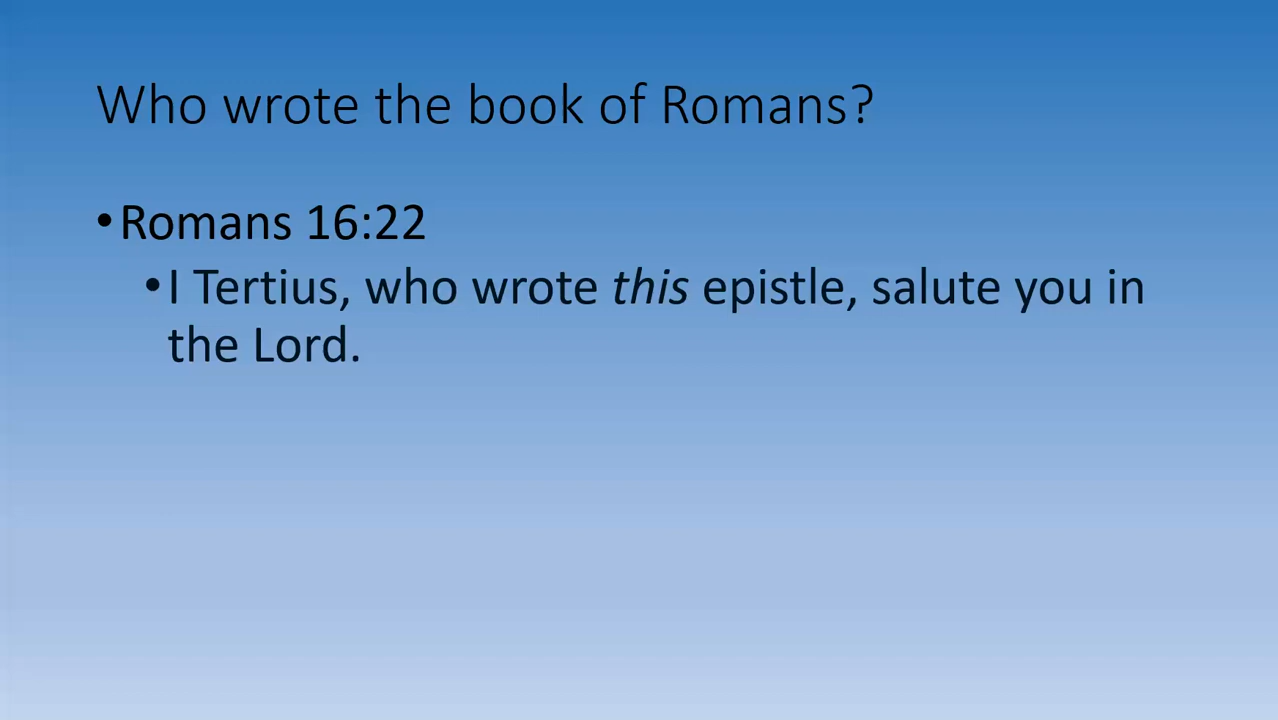 Who wrote the book of Romans?
•Romans 16:22
•I Tertius, who wrote this epistle, salute you in
the Lord.